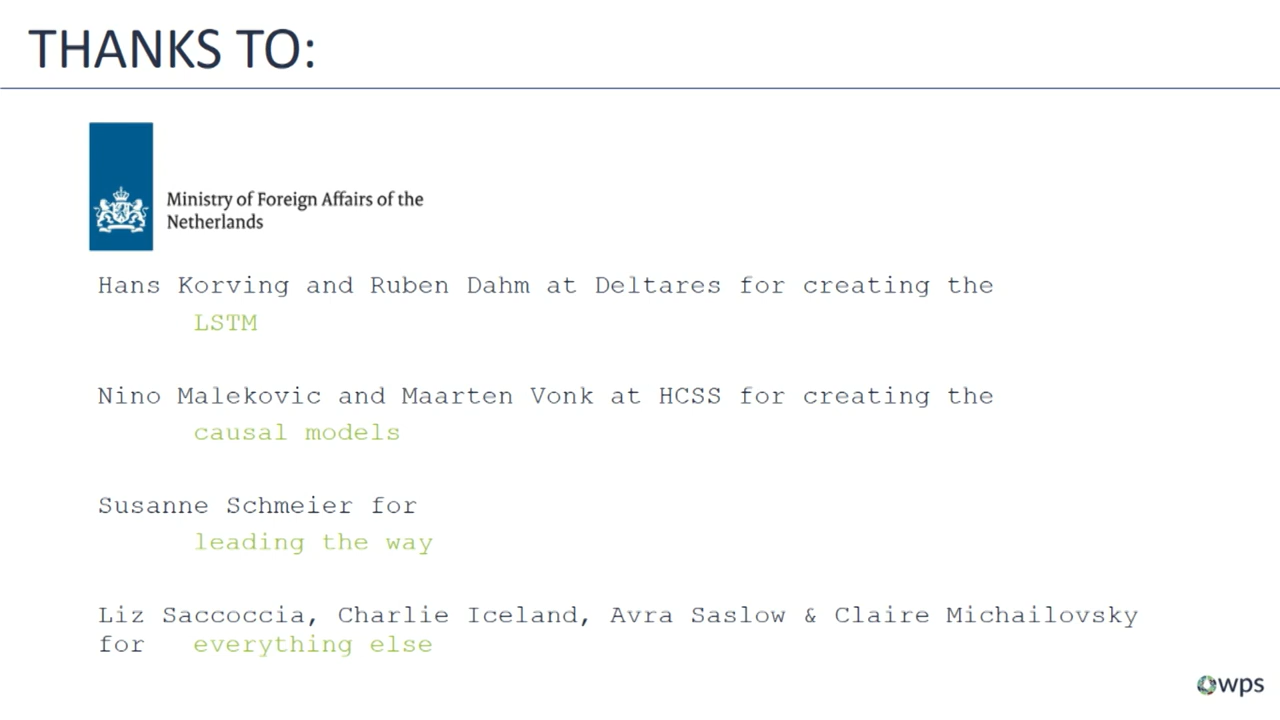 THANKS TO:
Ministry of Foreign Affairs of the
Netherlands
Hans Korving and Ruben Dahm at Deltares for creating the
LSTM
Nino Malekovic and Maarten Vonk at HCSS for creating the
causal models
Susanne Schmeier for
leading the way
Liz Saccoccia, Charlie Iceland, Avra Saslow & Claire Michailovsky
for everything else
wps